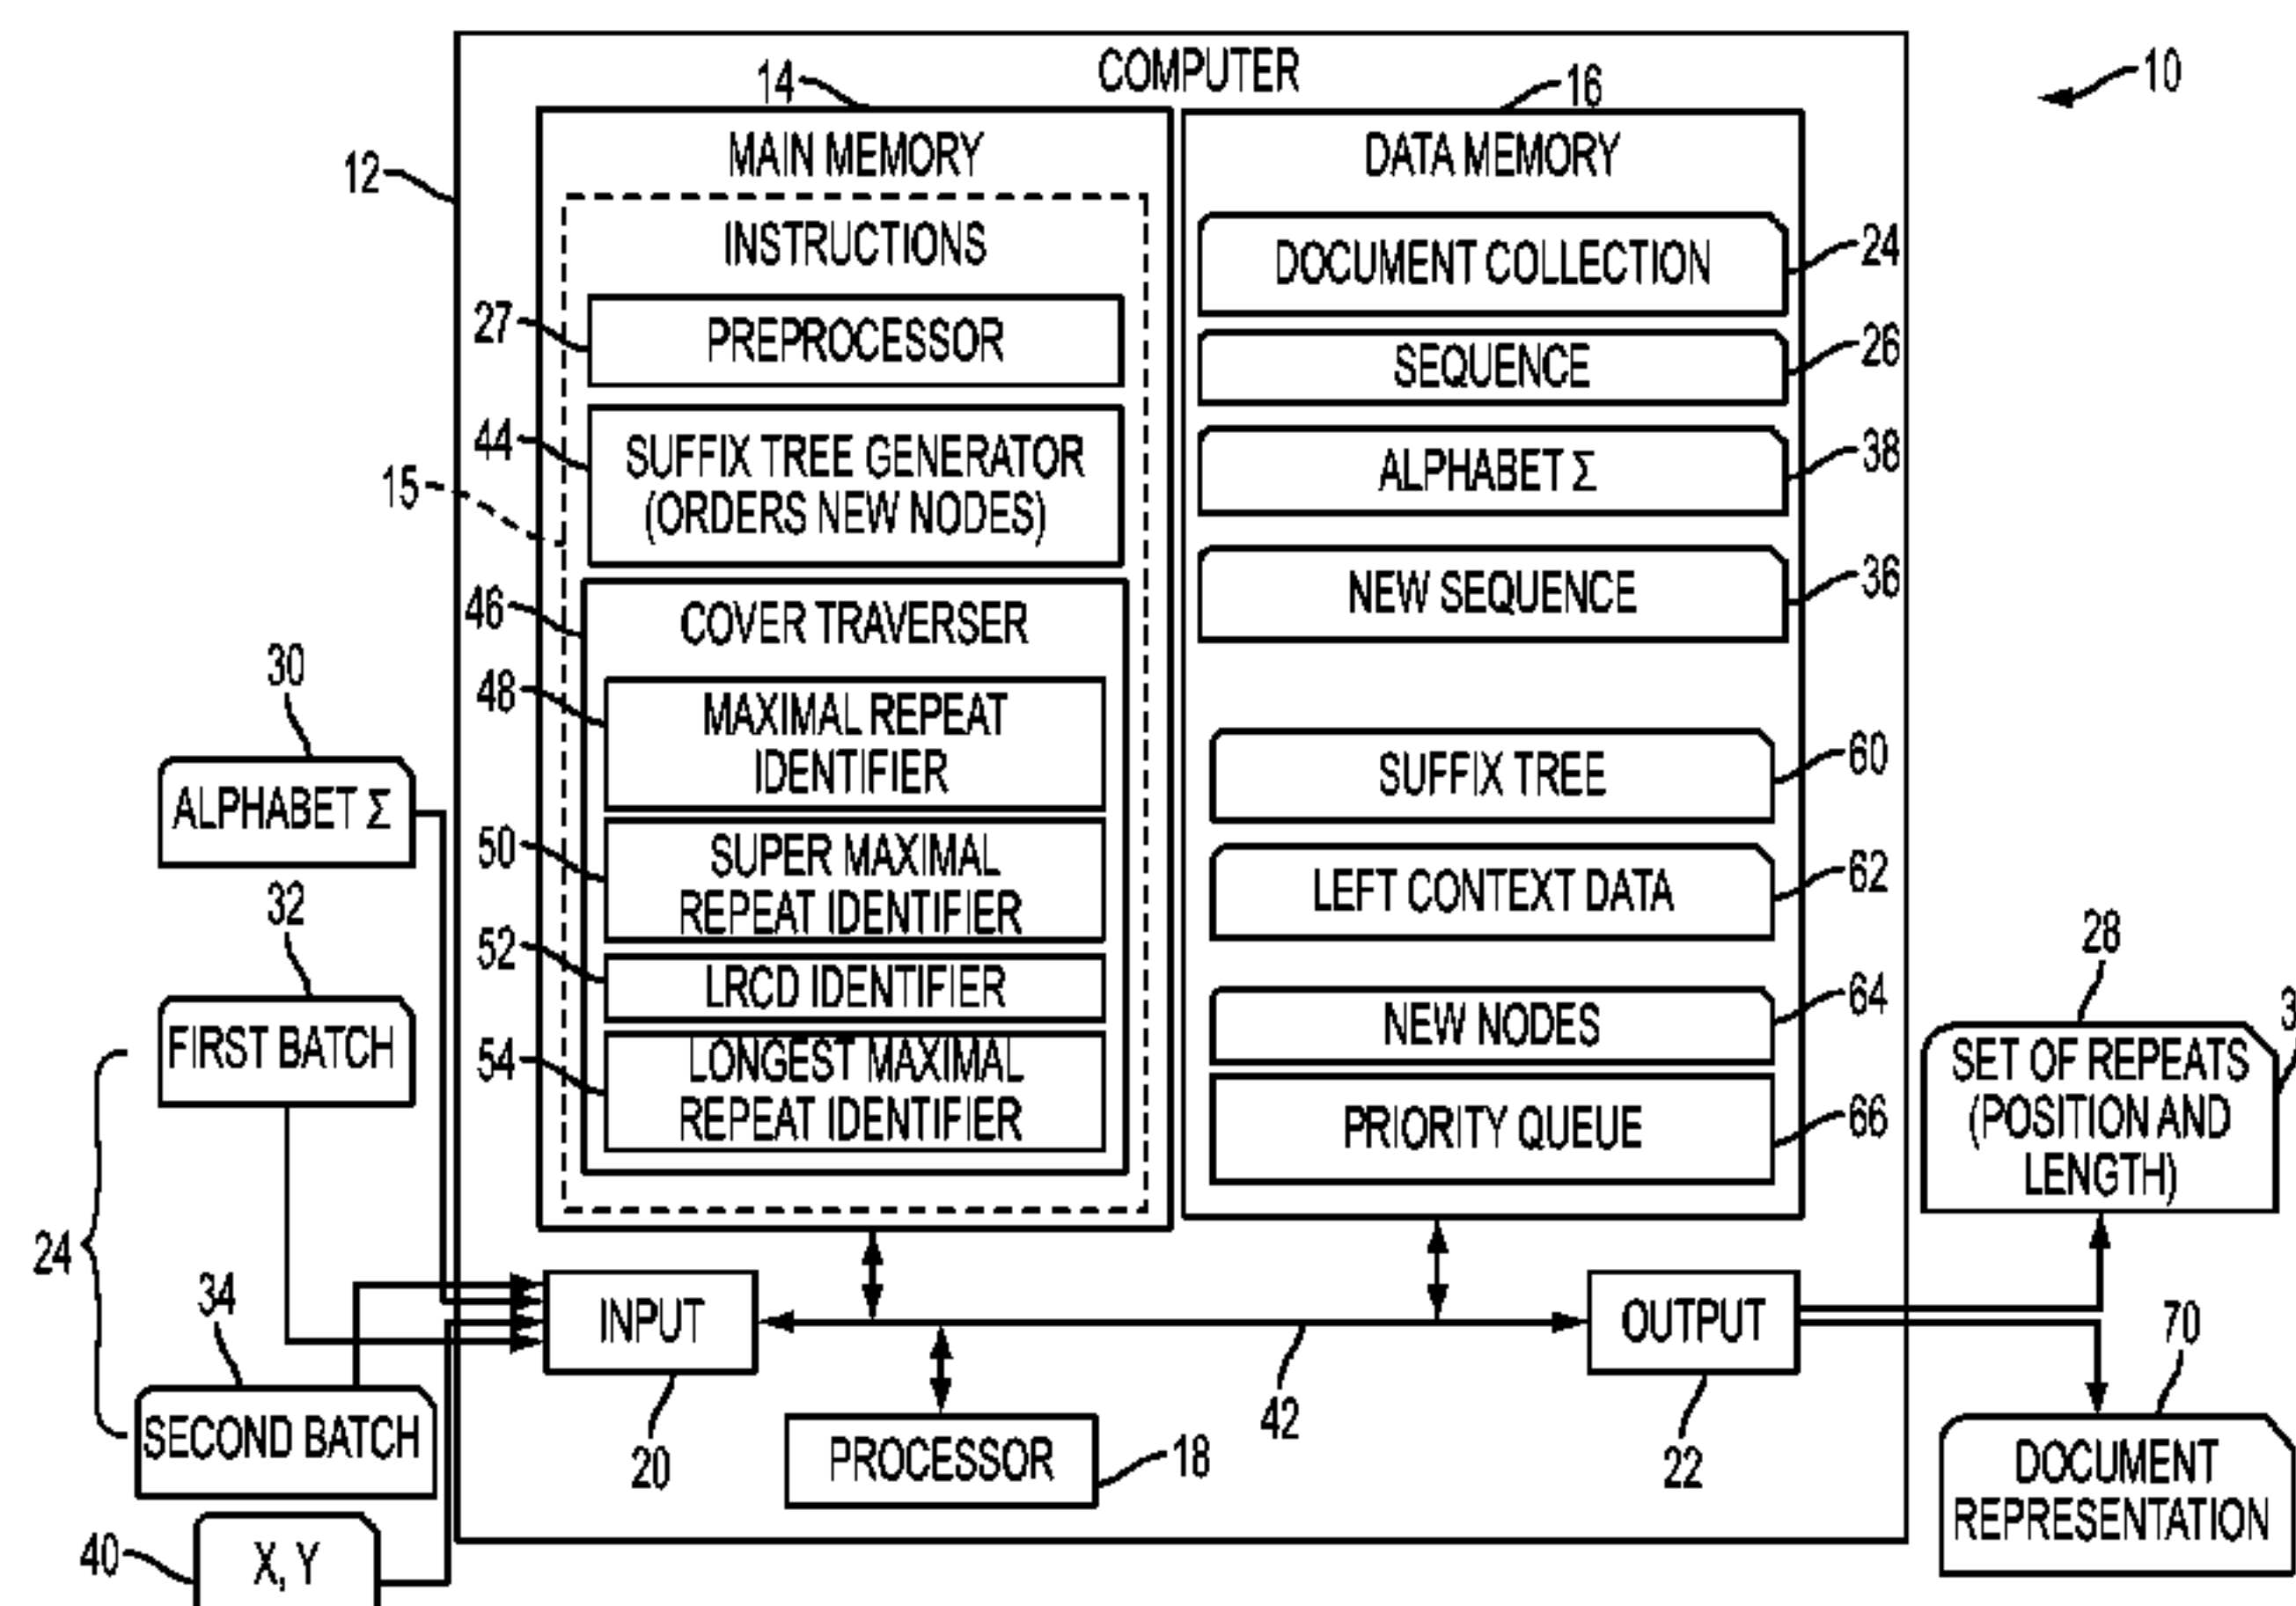 COMPUTER
10
14
16
12
MAIN MEMORY
DATA MEMORY
INSTRUCTIONS
15
27
PREPROCESSOR
44
SUFFIX TREE GENERATOR
(ORDERS NEW NODES)
46
COVER TRAVERSER
48
MAXIMAL REPEAT
IDENTIFIER
50
SUPER MAXIMAL
REPEAT IDENTIFIER
52
LRCD IDENTIFIER
54
LONGEST MAXIMAL
REPEAT IDENTIFIER
DOCUMENT COLLECTION
24
SEQUENCE
26
ALPHABET Σ
38
NEW SEQUENCE
36
SUFFIX TREE
60
LEFT CONTEXT DATA
62
NEW NODES
64
PRIORITY QUEUE
66
30
ALPHABET Σ
32
FIRST BATCH
24
34
SECOND BATCH
40
X, Y
INPUT
20
PROCESSOR
18
42
OUTPUT
22
28
SET OF REPEATS
(POSITION AND
LENGTH)
70
DOCUMENT
REPRESENTATION